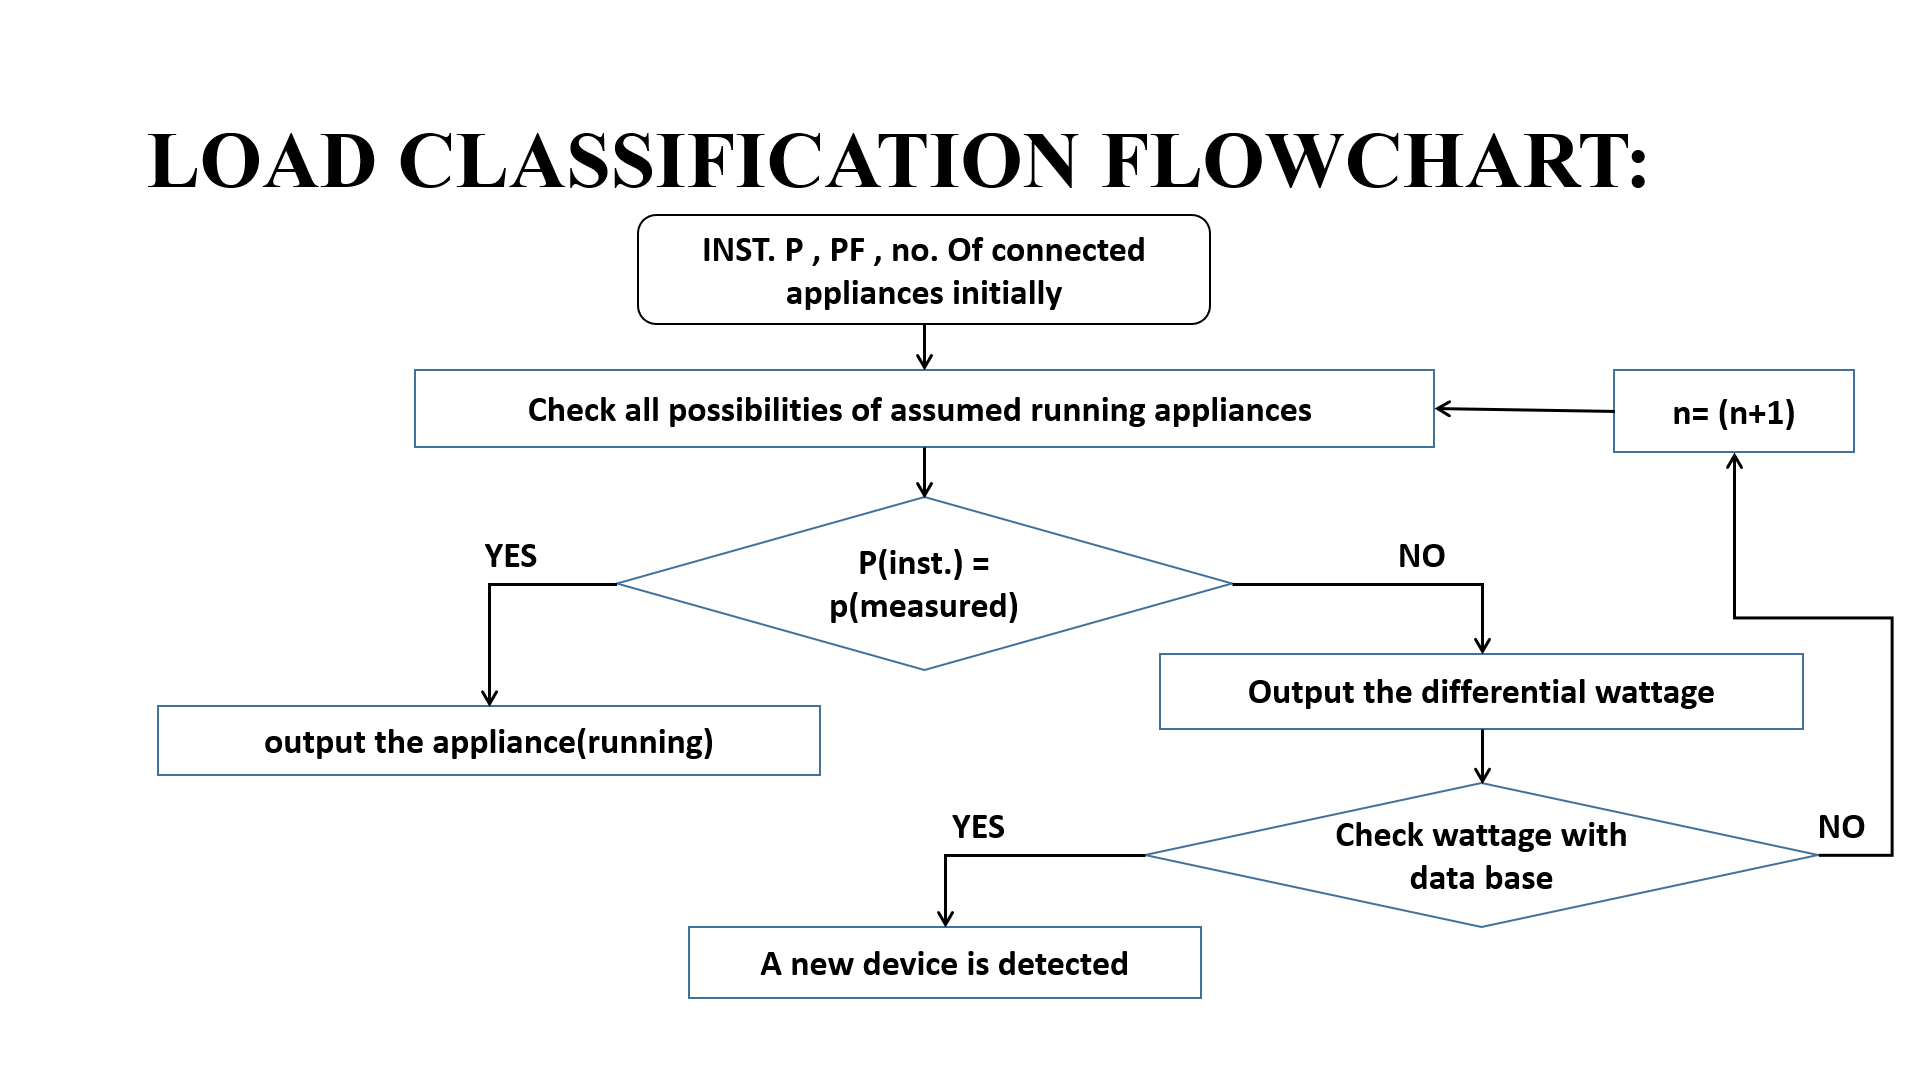 LOAD CLASSIFICATION FLOWCHART:
INST. P , PF , no. Of connected
appliances initially
Check all possibilities of assumed running appliances
n= (n+1)
YES
P(inst.) =
p(measured)
NO
output the appliance(running)
Output the differential wattage
YES
Check wattage with
data base
NO
A new device is detected